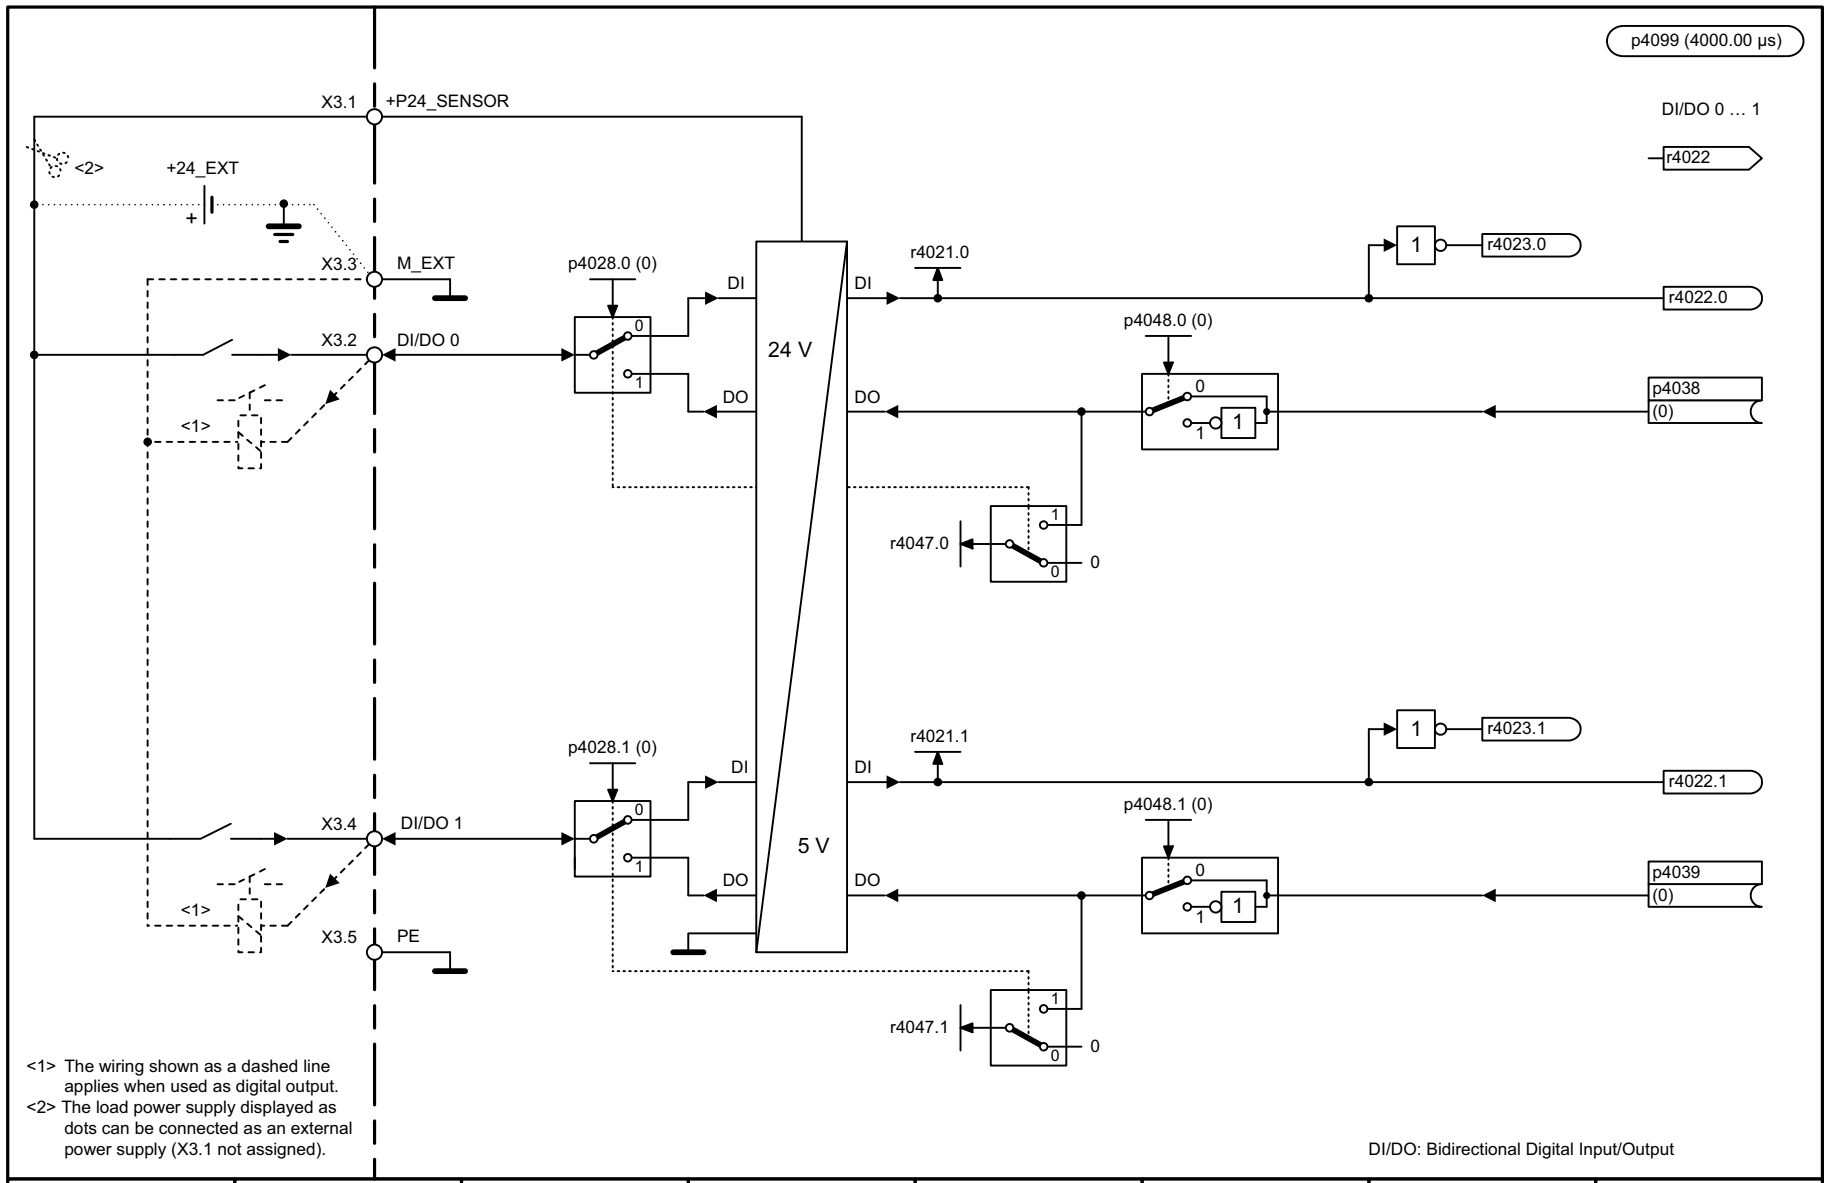 p4099 (4000.00 µs)
X3.1
+P24_SENSOR
DI/DO 0 … 1
<2>
+24_EXT
r4022
+
X3.3
M_EXT
p4028.0 (0)
DI
DI
r4021.0
1
r4023.0
r4022.0
X3.2
DI/DO 0
0
1
24 V
p4048.0 (0)
<1>
DO
DO
0
1
1
p4038
(0)
r4047.0
1
0
0
p4028.1 (0)
DI
DI
r4021.1
1
r4023.1
r4022.1
X3.4
DI/DO 1
0
1
5 V
p4048.1 (0)
<1>
DO
DO
0
1
1
p4039
(0)
X3.5
PE
r4047.1
1
0
0
<1> The wiring shown as a dashed line
applies when used as digital output.
<2> The load power supply displayed as
dots can be connected as an external
power supply (X3.1 not assigned).
DI/DO: Bidirectional Digital Input/Output